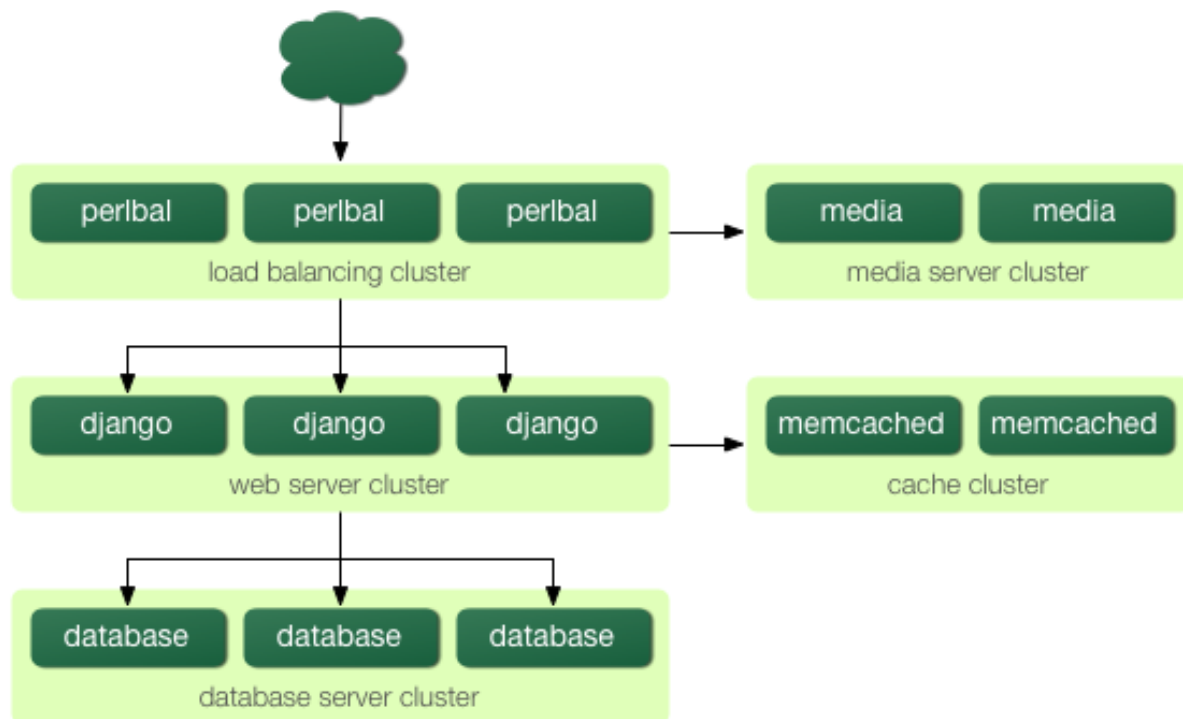 perlbal perlbal perlbal
load balancing cluster
media media
media server cluster
django django django
web server cluster
memcached memcached
cache cluster
database database database
database server cluster